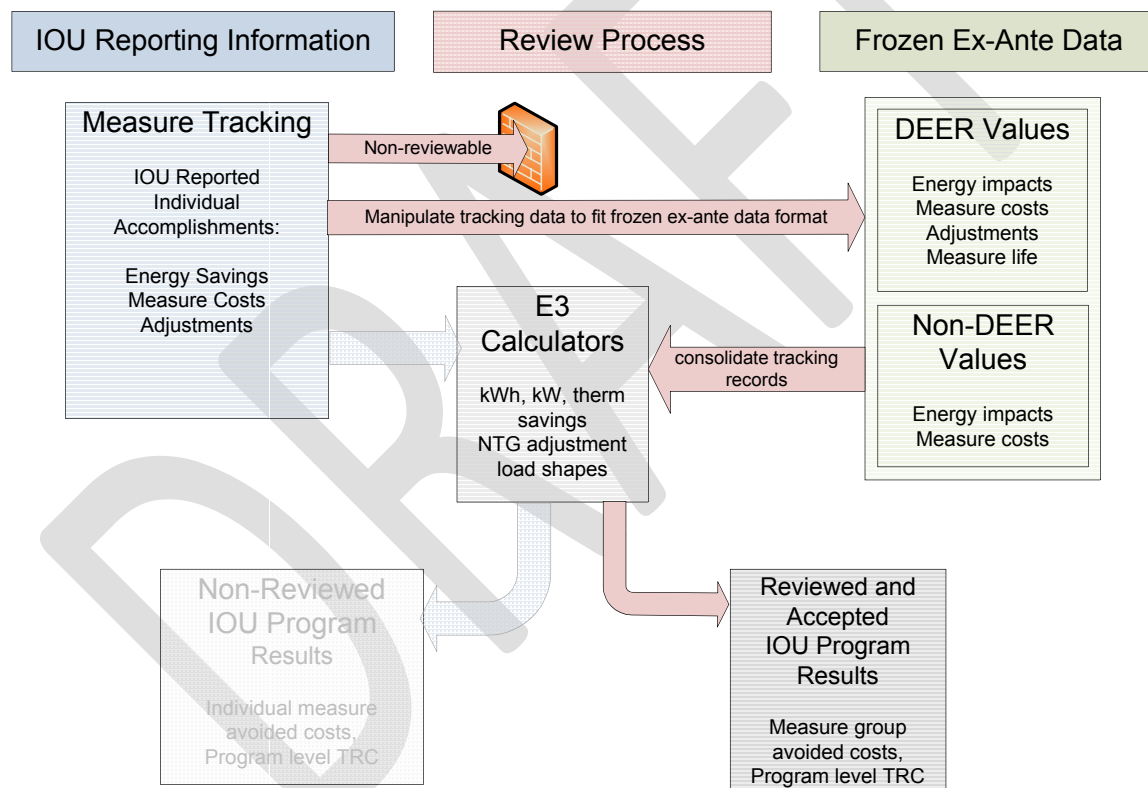 IOU Reporting Information
Review Process
Frozen Ex-Ante Data
Measure Tracking
IOU Reported
Individual
Accomplishments:
Energy Savings
Measure Costs
Adjustments
Non-reviewable
Manipulate tracking data to fit frozen ex-ante data format
DEER Values
Energy impacts
Measure costs
Adjustments
Measure life
Non-DEER
Values
Energy impacts
Measure costs
consolidate tracking
records
E3
Calculators
kWh, kW, therm
savings
NTG adjustment
load shapes
Non-Reviewed
IOU Program
Results
Individual measure
avoided costs,
Program level TRC
Reviewed and
Accepted
IOU Program
Results
Measure group
avoided costs,
Program level TRC
DRAFT